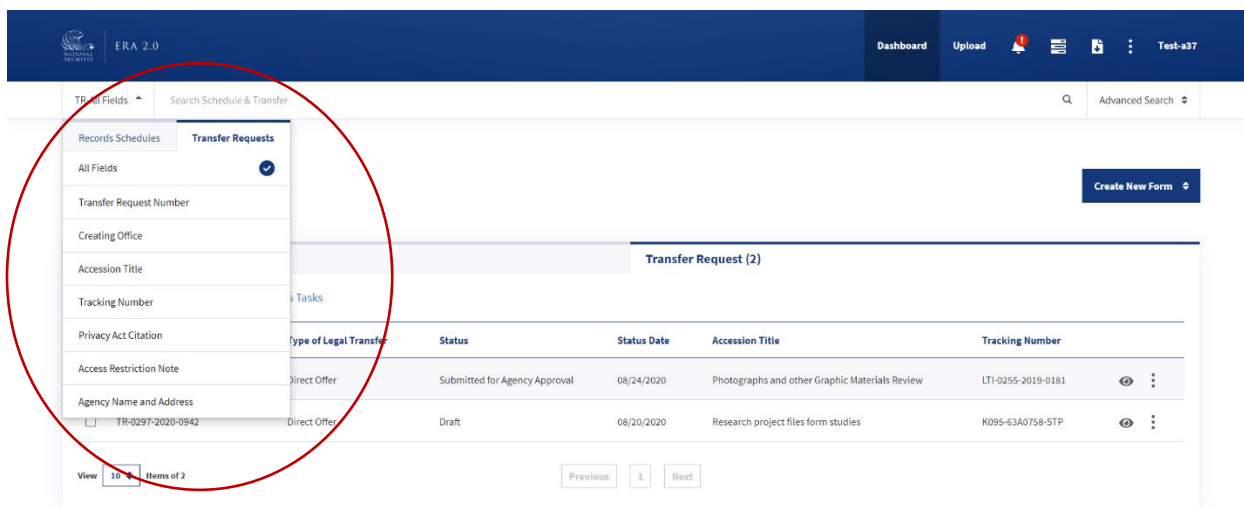 NATIONAL ARCHIVES ERA 2.0 Dashboard Upload Test-a37
TR-All Fields Search Schedule & Transfer Advanced Search
Records Schedules Transfer Requests
All Fields
Transfer Request Number
Creating Office
Accession Title
Tracking Number
Privacy Act Citation
Access Restriction Note
Agency Name and Address
Create New Form
Transfer Request (2)
Tasks
Type of Legal Transfer Status Status Date Accession Title Tracking Number
Direct Offer Submitted for Agency Approval 08/24/2020 Photographs and other Graphic Materials Review LTI-0255-2019-0181
TR-0297-2020-0942 Direct Offer Draft 08/20/2020 Research project files form studies K095-63A0758-STP
View 10 Items of 2 Previous 1 Next